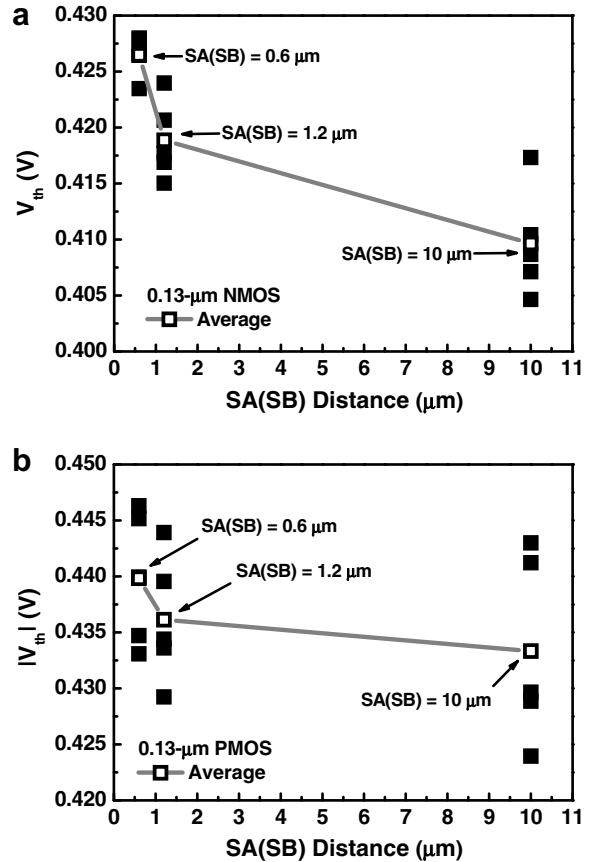 a
0.430
0.425
0.420
0.415
0.410
0.405
0.400
V_th (V)
SA(SB) = 0.6 µm
SA(SB) = 1.2 µm
SA(SB) = 10 µm
0.13-µm NMOS
Average
0 1 2 3 4 5 6 7 8 9 10 11
SA(SB) Distance (µm)
b
0.450
0.445
0.440
0.435
0.430
0.425
0.420
|V_th| (V)
SA(SB) = 0.6 µm
SA(SB) = 1.2 µm
SA(SB) = 10 µm
0.13-µm PMOS
Average
0 1 2 3 4 5 6 7 8 9 10 11
SA(SB) Distance (µm)